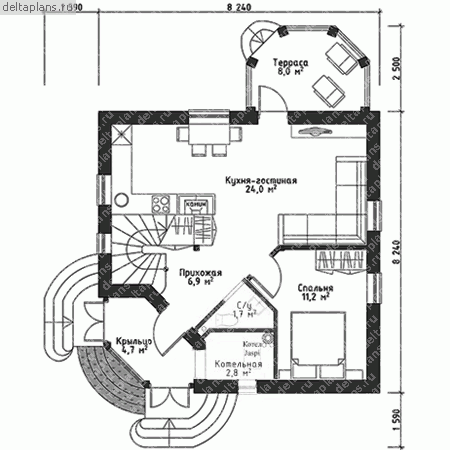 deltaplans.ru
590
8 240
2 500
Терраса
8,0 м²
Кухня-гостиная
24,0 м²
камин
8 240
Прихожая
6,9 м²
Спальня
11,2 м²
С/у
1,7 м²
Крыльцо
4,7 м²
Котел
Jaspi
Котельная
2,8 м²
1 590